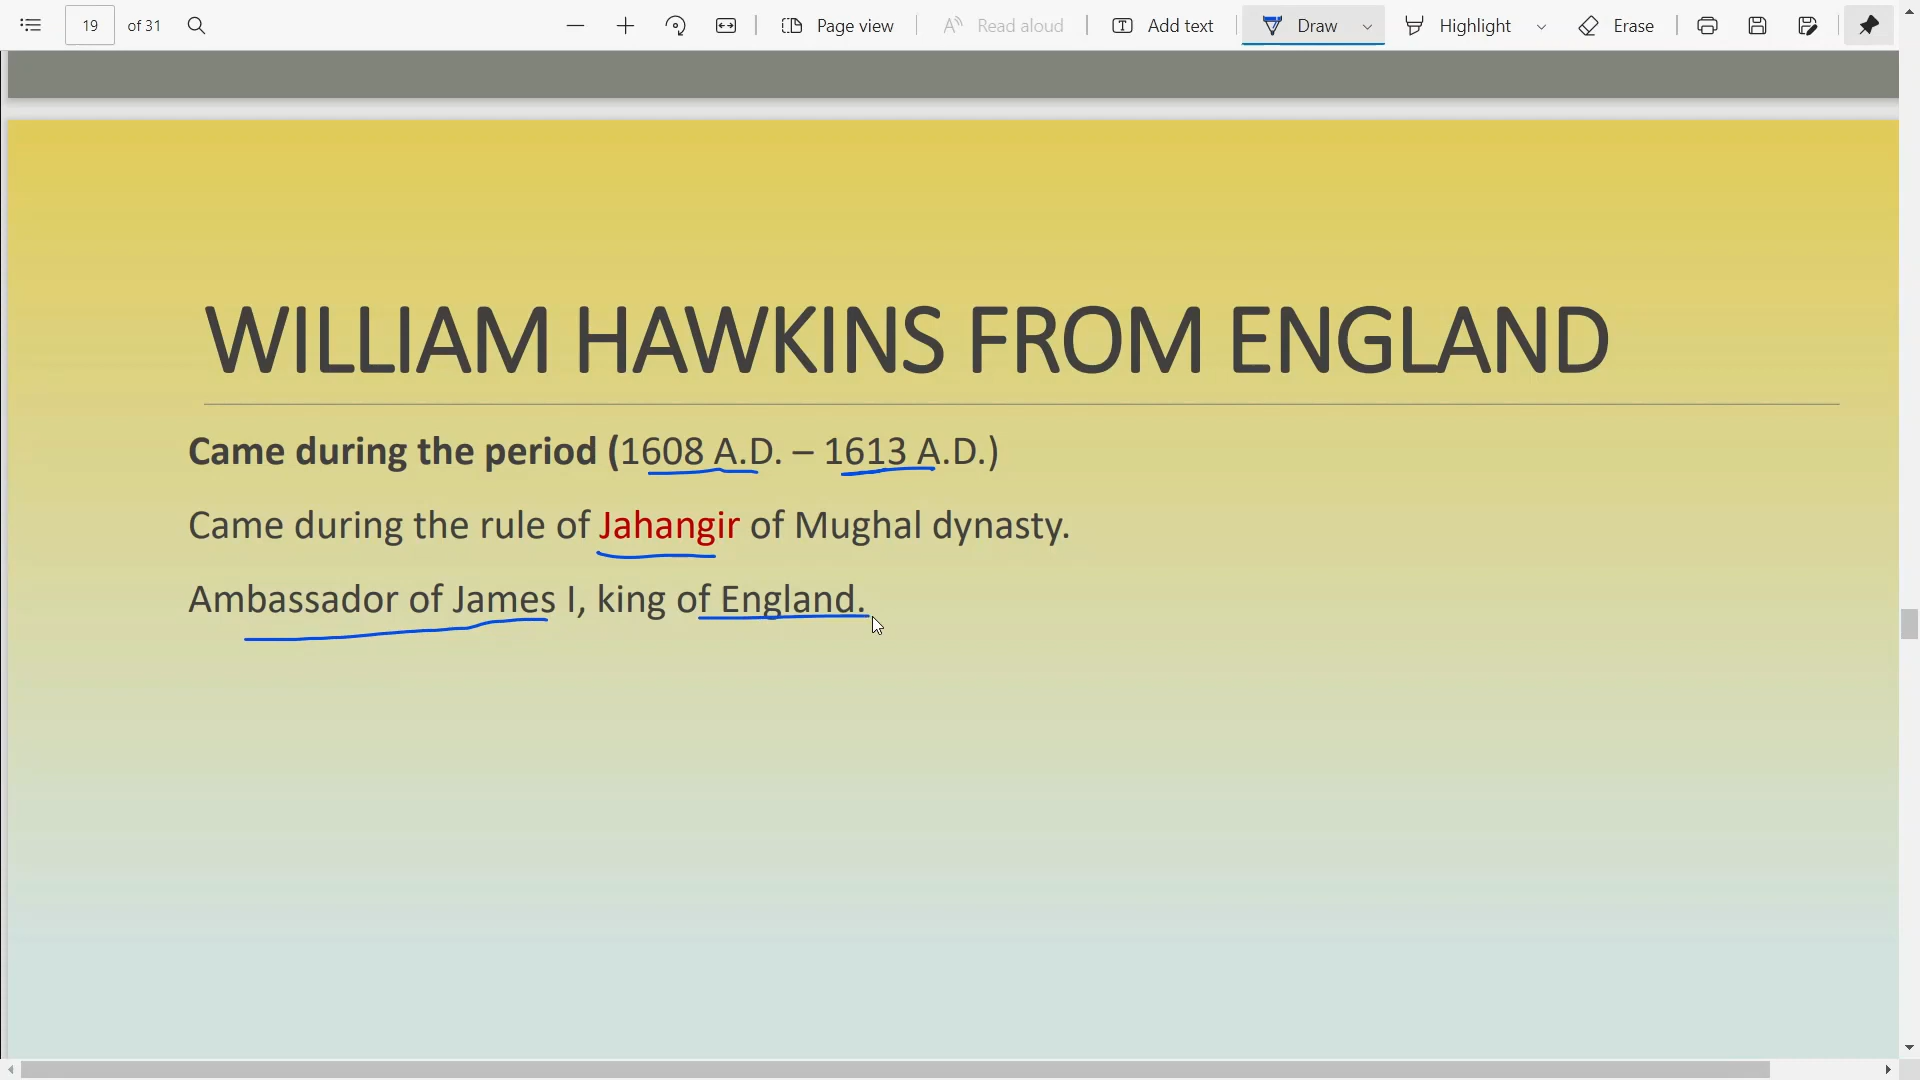 19 of 31 Page view Read aloud Add text Draw Highlight Erase
WILLIAM HAWKINS FROM ENGLAND
Came during the period (1608 A.D. – 1613 A.D.)
Came during the rule of Jahangir of Mughal dynasty.
Ambassador of James I, king of England.